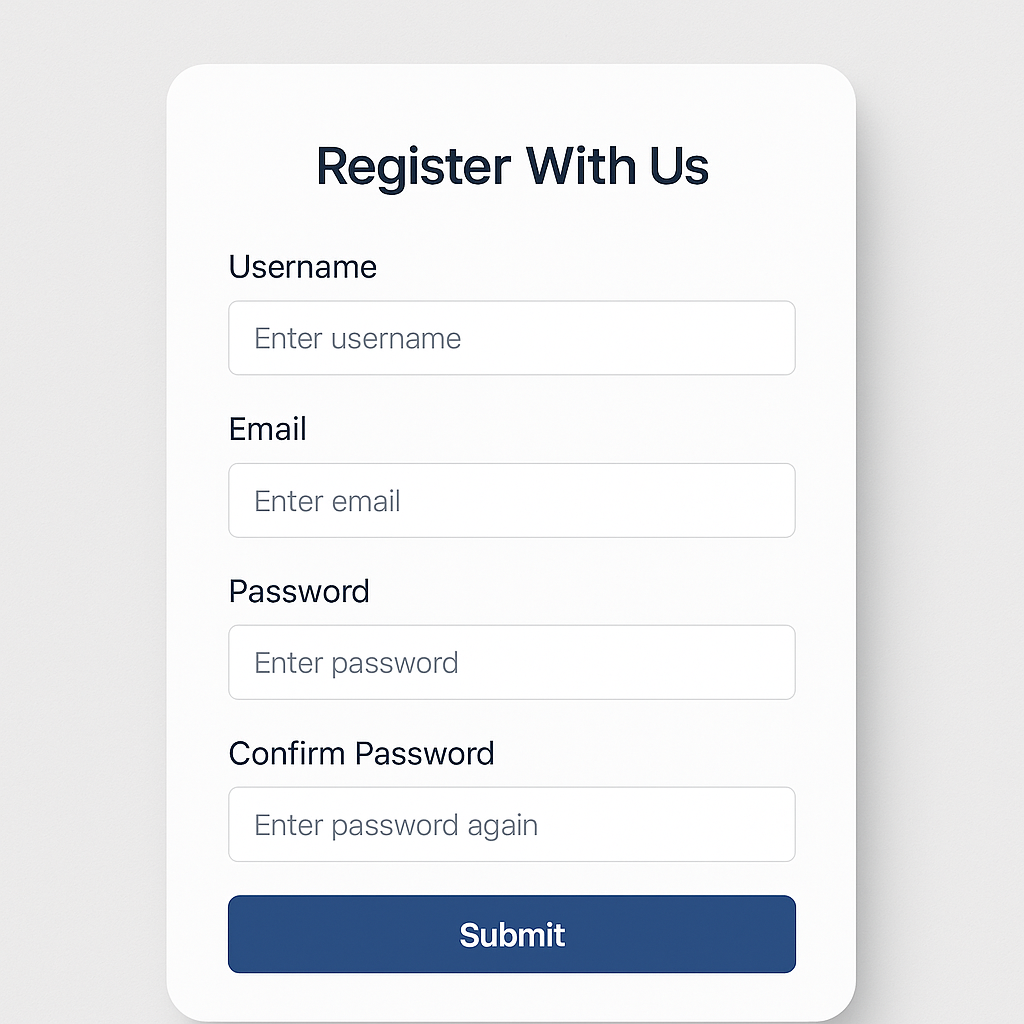 Register With Us
Username
Enter username
Email
Enter email
Password
Enter password
Confirm Password
Enter password again
Submit